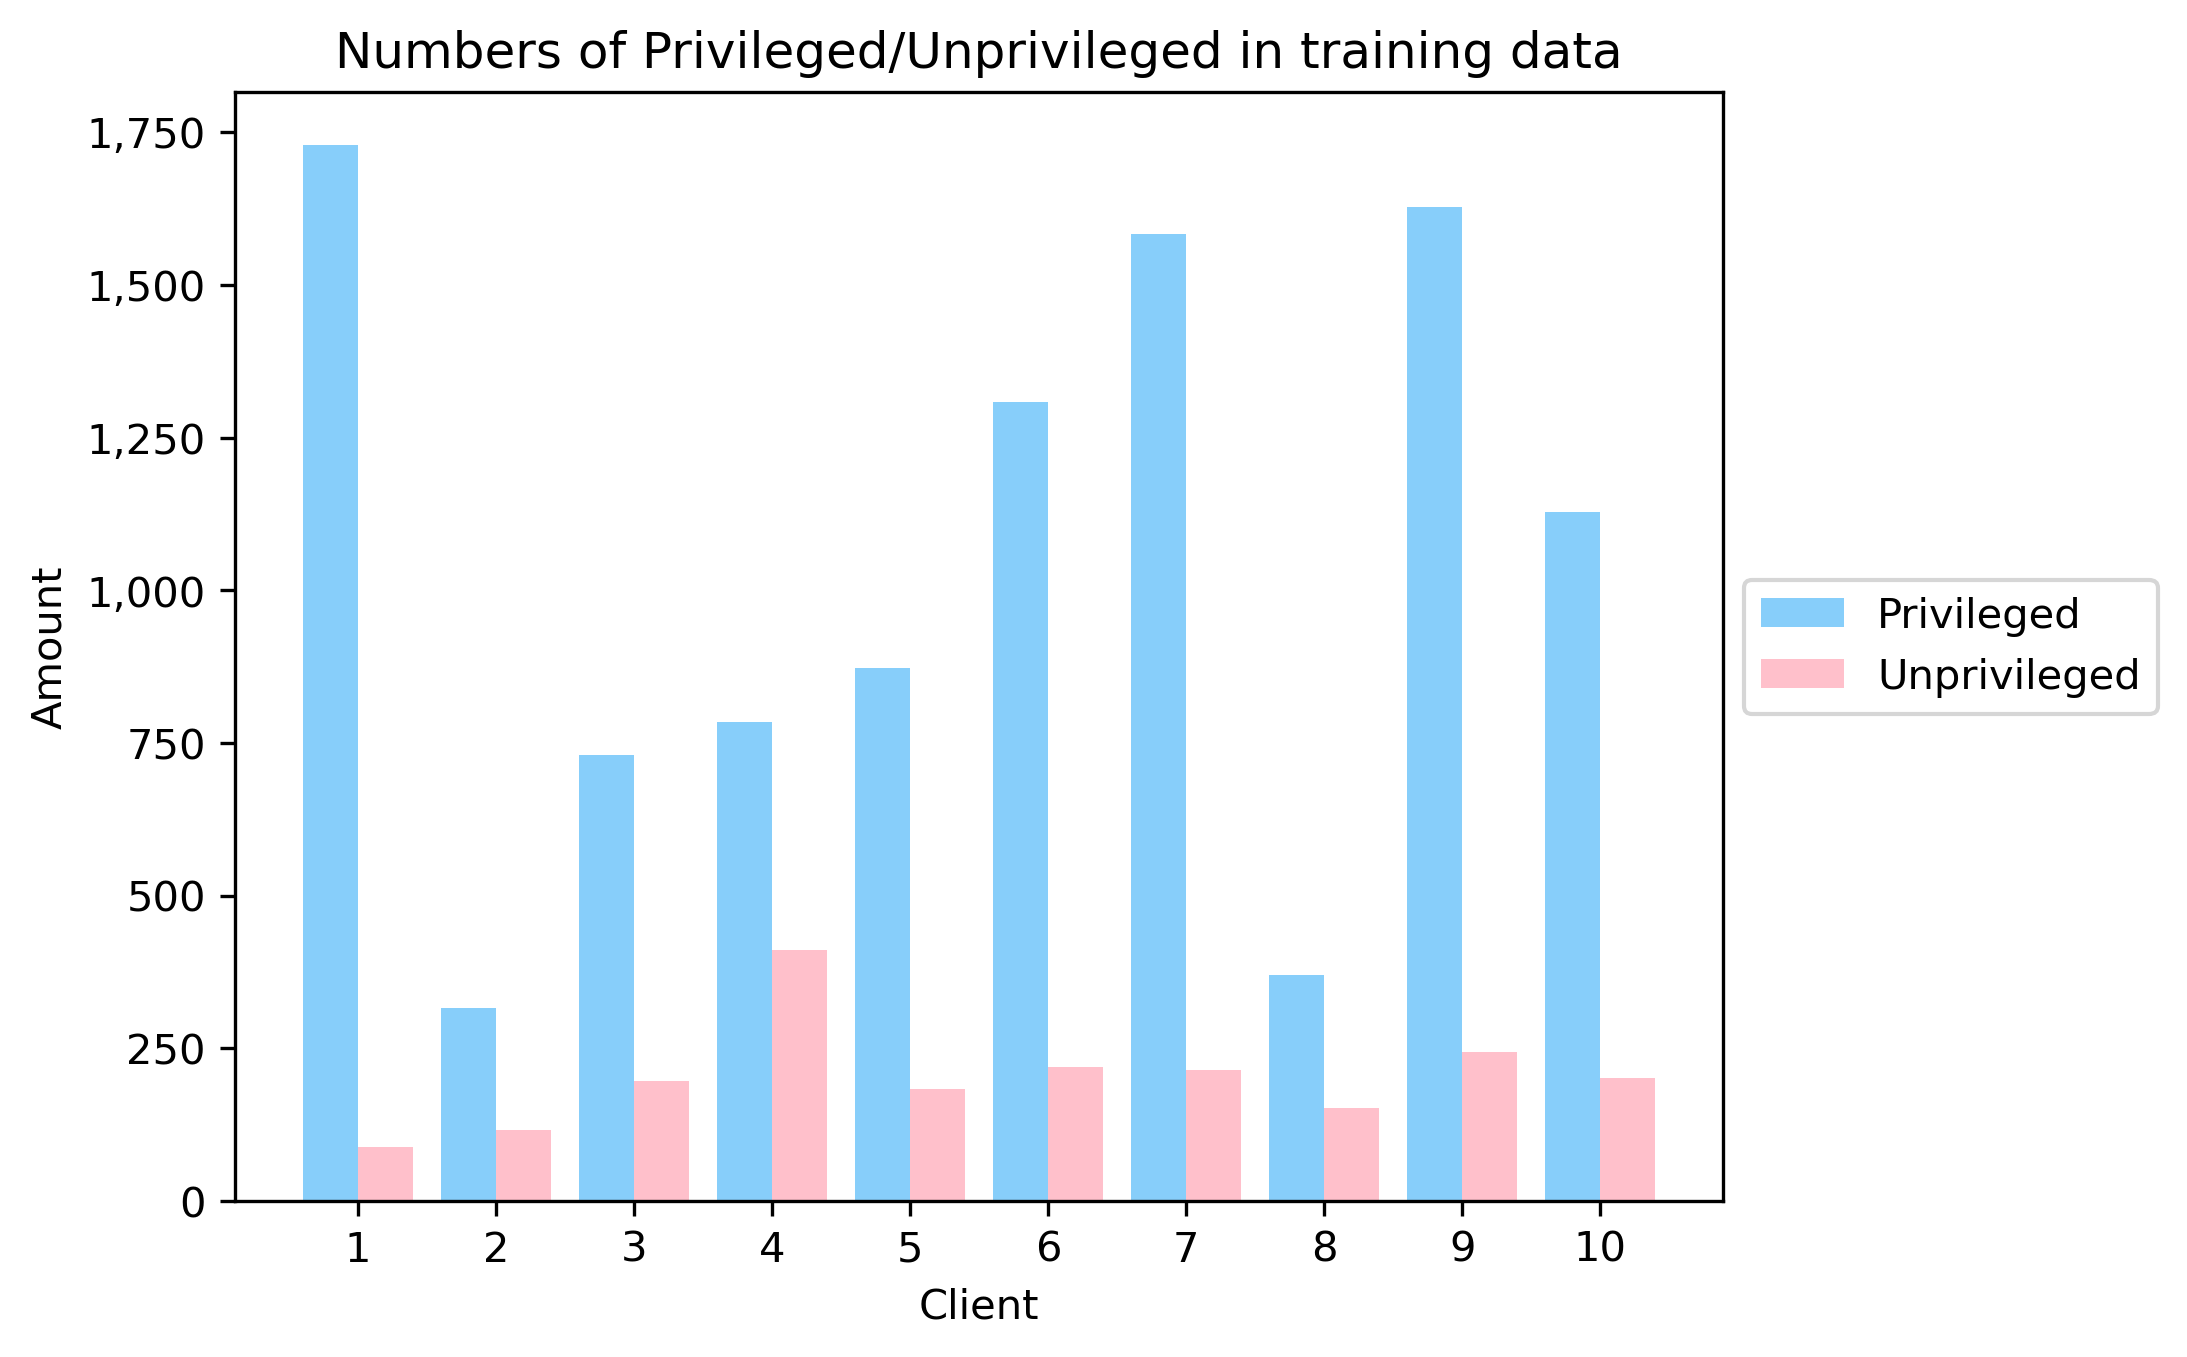 Numbers of Privileged/Unprivileged in training data
1,750
1,500
1,250
1,000
750
500
250
0
Amount
1 2 3 4 5 6 7 8 9 10
Client
Privileged
Unprivileged